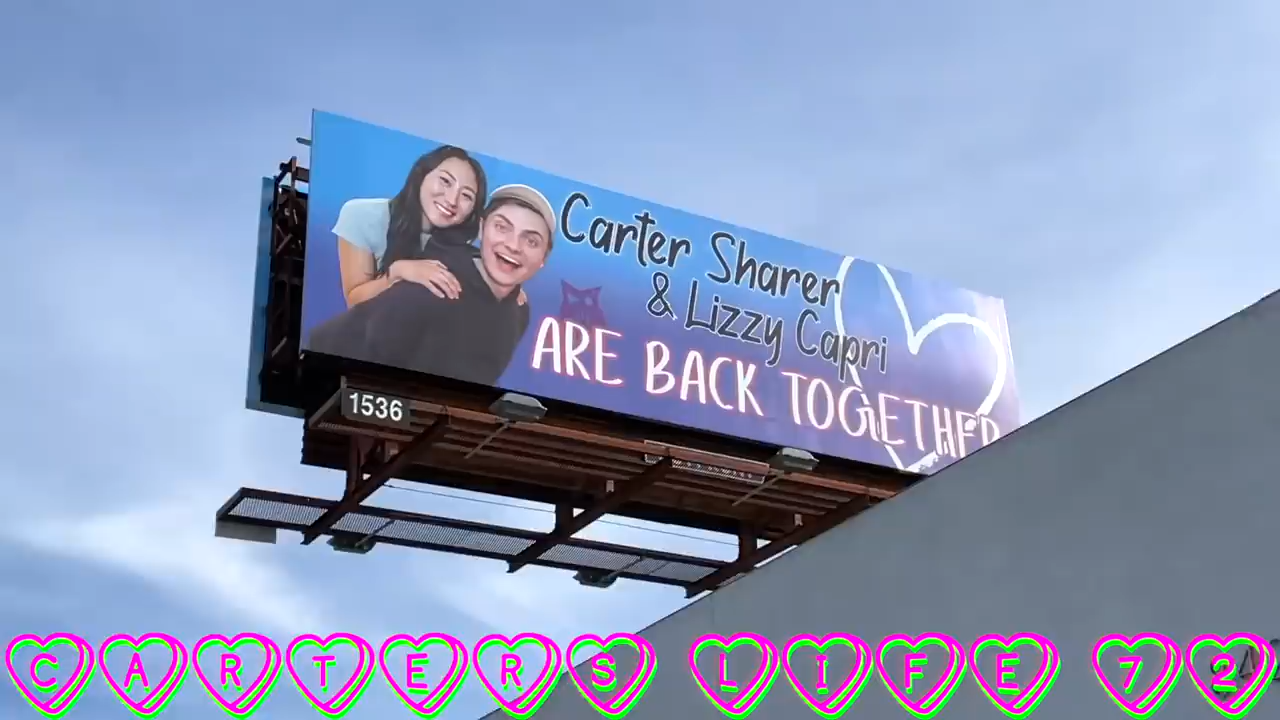 Carter Sharer
& Lizzy Capri
ARE BACK TOGETHER
1536
CARTERS LIFE 72